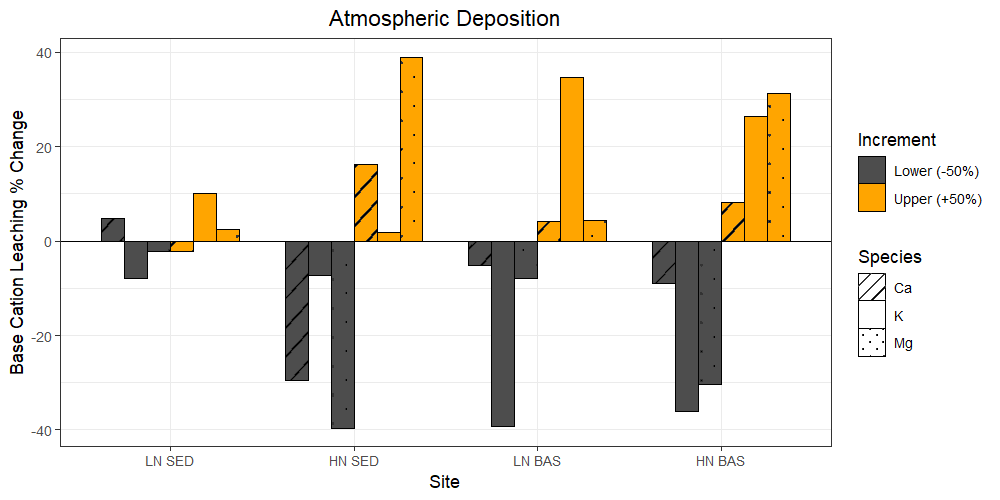 Atmospheric Deposition
Base Cation Leaching % Change
40
20
0
-20
-40
LN SED
HN SED
LN BAS
HN BAS
Site
Increment
Lower (-50%)
Upper (+50%)
Species
Ca
K
Mg